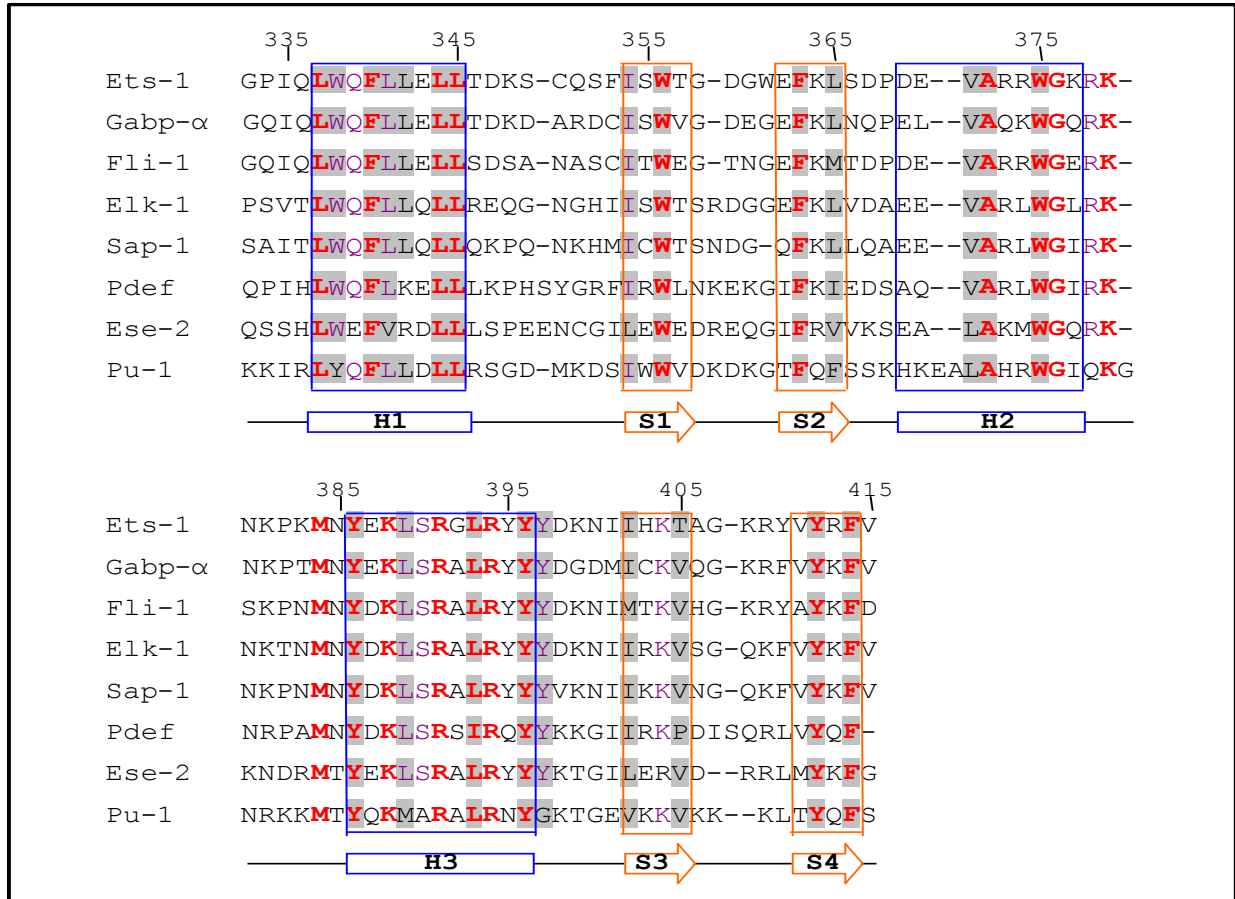 335 345 355 365 375
Ets-1 GPIQLWQFLLELLTDKS-CQSFISWTG-DGWEFKLSDPDE--VARRWGKRK-
Gabp-α GQIQLWQFLLELLTDKD-ARDCISWVG-DEGEFKLNQPEL--VAQKWGQRK-
Fli-1 GQIQLWQFLLELLSDSA-NASCITWEG-TNGEFKMTDPDE--VARRWGERK-
Elk-1 PSVTLWQFLLQLLREQG-NGHIISWTSRDGGEFKLVDAEE--VARLWGLRK-
Sap-1 SAITLWQFLLQLLQKPQ-NKHMICWTSNDG-QFKLLQAEE--VARLWGIRK-
Pdef QPIHLWQFLKELLLKPHSYGRFIRWLNKEKGIFKIEDSAQ--VARLWGIRK-
Ese-2 QSSHLWEFVRDLLLSPEENCGILEWEDREQGIFRVVKSEA--LAKMWGQRK-
Pu-1 KKIRLYQFLLDLLRSGD-MKDSIWWVDKDKGTFQFSSKHKEALAHRWGIQKG
H1 S1 S2 H2
385 395 405 415
Ets-1 NKPKMNYEKLSRGLRYYYDKNIIHKTAG-KRYVYRFV
Gabp-α NKPTMNYEKLSRALRYYYDGDMICKVQG-KRFVYKFV
Fli-1 SKPNMNYDKLSRALRYYYDKNIMTKVHG-KRYAYKFD
Elk-1 NKTNMNYDKLSRALRYYYDKNIIRKVSG-QKFVYKFV
Sap-1 NKPNMNYDKLSRALRYYYVKNIIKKVNG-QKFVYKFV
Pdef NRPAMNYDKLSRSIRQYYKKGIIRKPDISQRLVYQF-
Ese-2 KNDRMTYEKLSRALRYYYKTGILERVD--RRLMYKFG
Pu-1 NRKKMTYQKMARALRNYGKTGEVKKVKK--KLTYQFS
H3 S3 S4